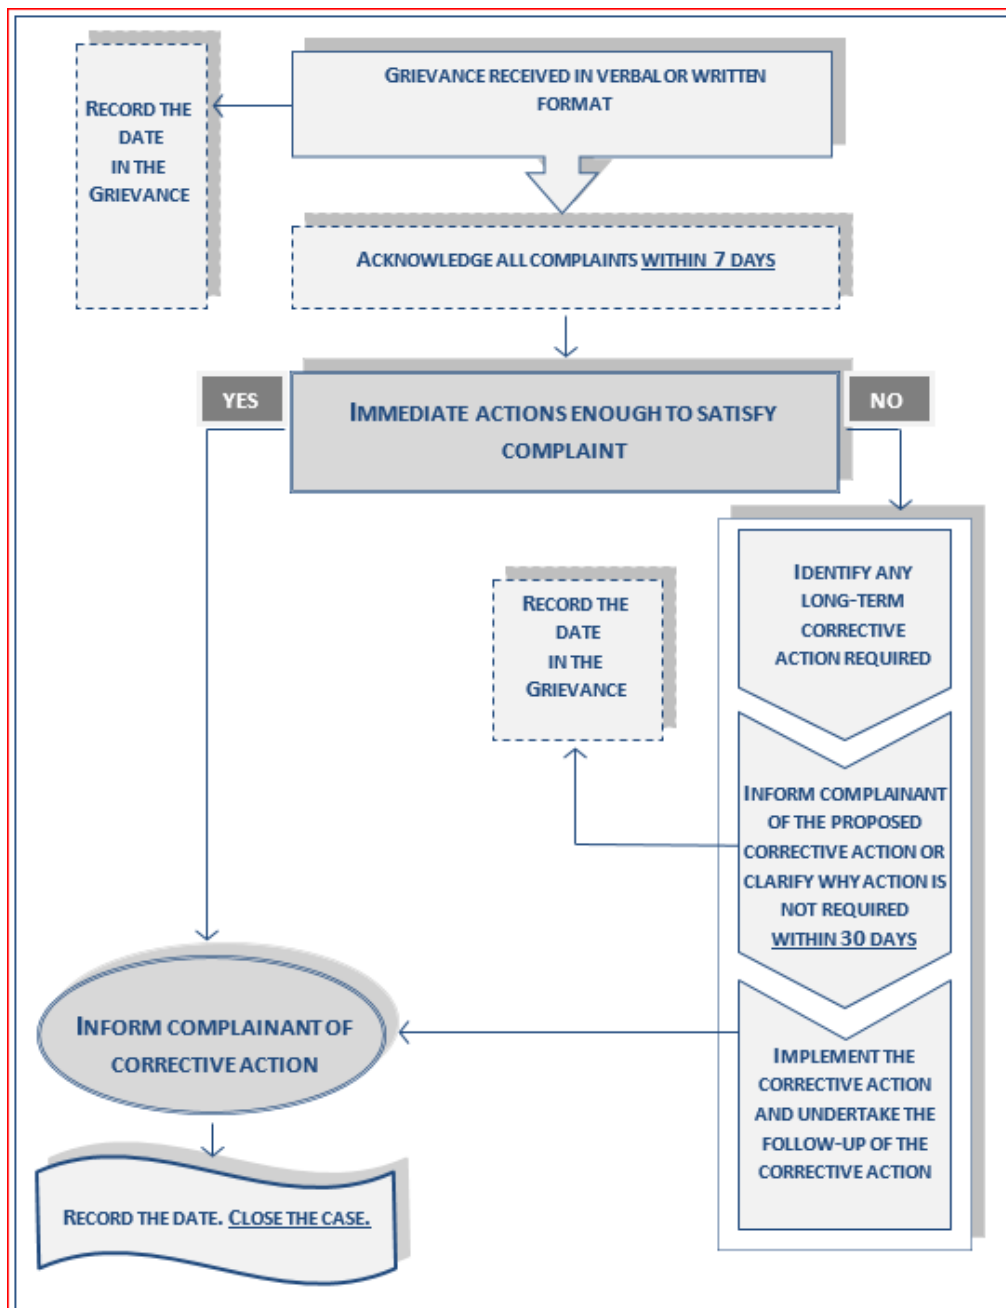 GRIEVANCE RECEIVED IN VERBAL OR WRITTEN
FORMAT
RECORD THE
DATE
IN THE
GRIEVANCE
ACKNOWLEDGE ALL COMPLAINTS WITHIN 7 DAYS
YES
IMMEDIATE ACTIONS ENOUGH TO SATISFY
COMPLAINT
NO
IDENTIFY ANY
LONG-TERM
CORRECTIVE
ACTION REQUIRED
RECORD THE
DATE
IN THE
GRIEVANCE
INFORM COMPLAINANT
OF THE PROPOSED
CORRECTIVE ACTION OR
CLARIFY WHY ACTION IS
NOT REQUIRED
WITHIN 30 DAYS
IMPLEMENT THE
CORRECTIVE ACTION
AND UNDERTAKE THE
FOLLOW-UP OF THE
CORRECTIVE ACTION
INFORM COMPLAINANT OF
CORRECTIVE ACTION
RECORD THE DATE. CLOSE THE CASE.